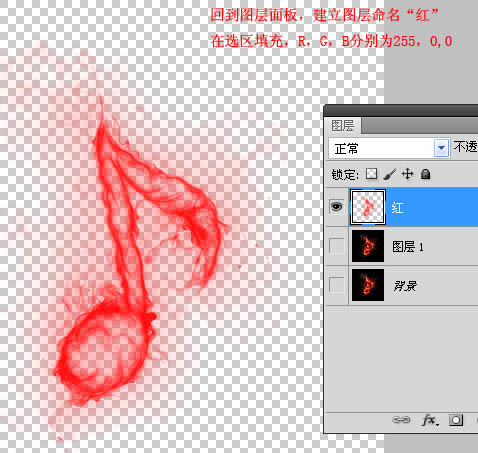 回到图层面板，建立图层命名“红”
在选区填充，R，G，B分别为255，0,0
图层
正常
不透
锁定:
红
图层 1
背景
fx.